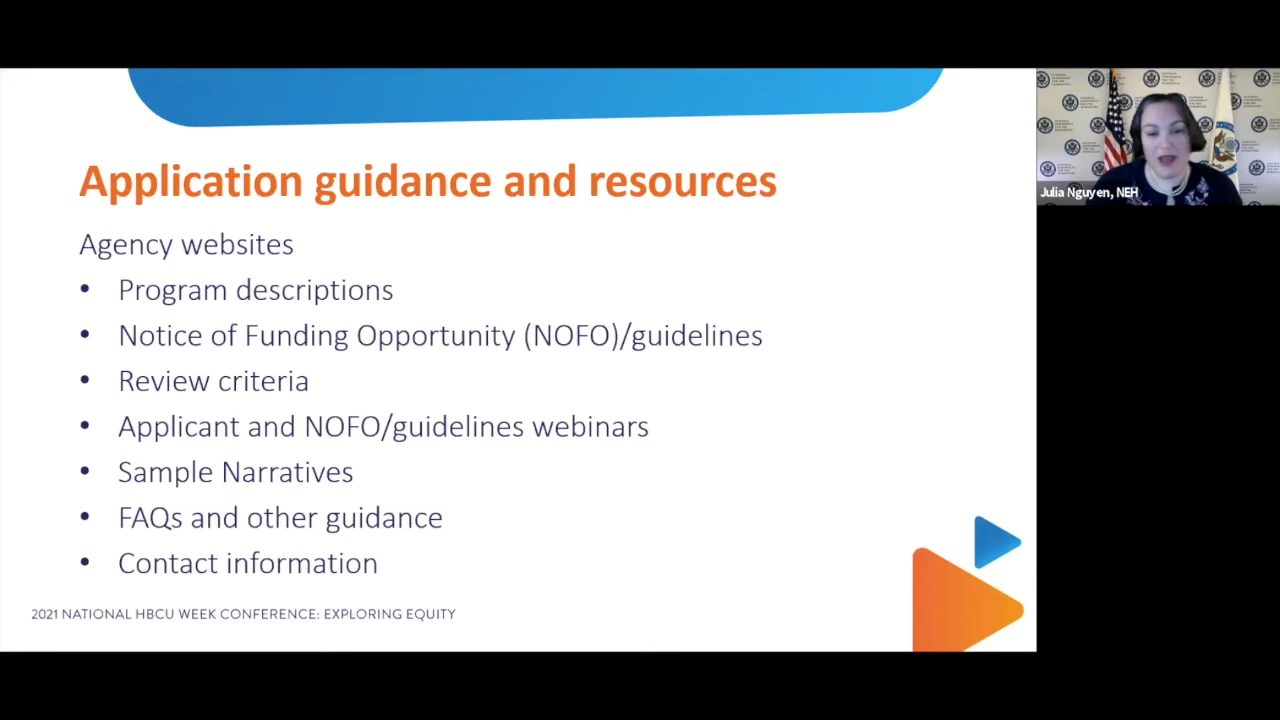 Application guidance and resources
Agency websites
• Program descriptions
• Notice of Funding Opportunity (NOFO)/guidelines
• Review criteria
• Applicant and NOFO/guidelines webinars
• Sample Narratives
• FAQs and other guidance
• Contact information
2021 NATIONAL HBCU WEEK CONFERENCE: EXPLORING EQUITY
Julia Nguyen, NEH